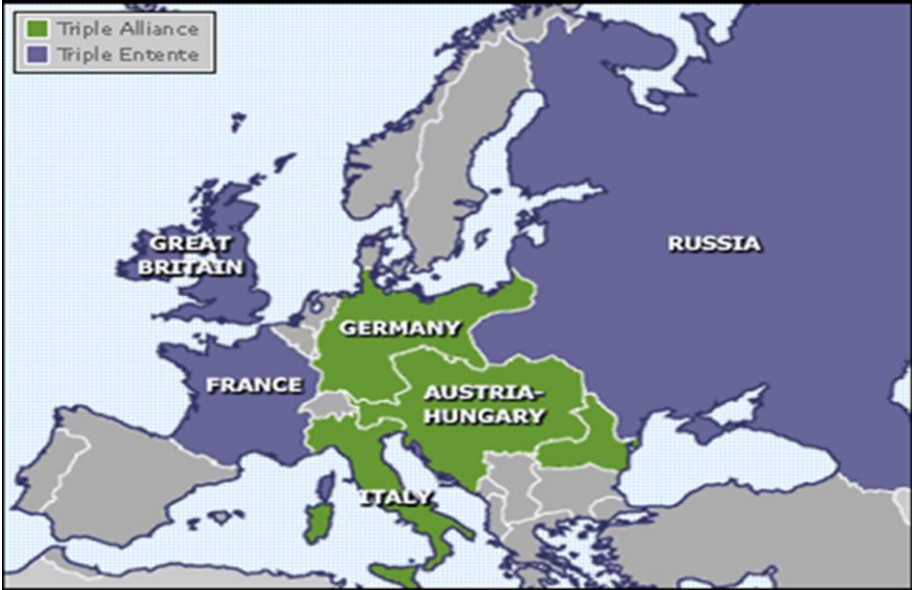 Triple Alliance
Triple Entente
GREAT
BRITAIN
RUSSIA
GERMANY
FRANCE
AUSTRIA-
HUNGARY
ITALY